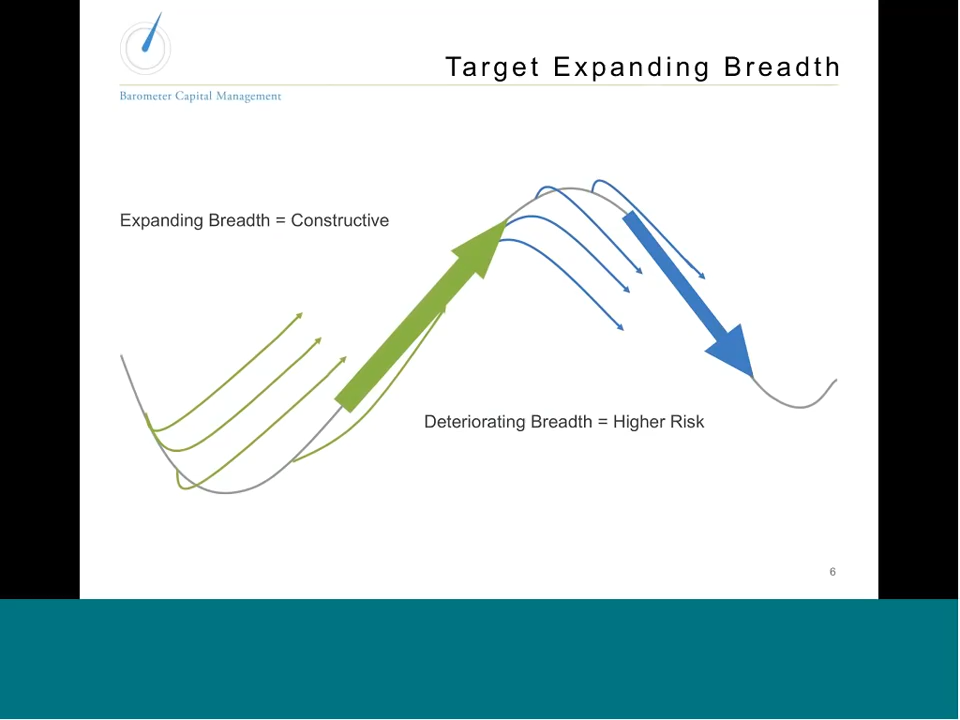 Target Expanding Breadth
Barometer Capital Management
Expanding Breadth = Constructive
Deteriorating Breadth = Higher Risk
6